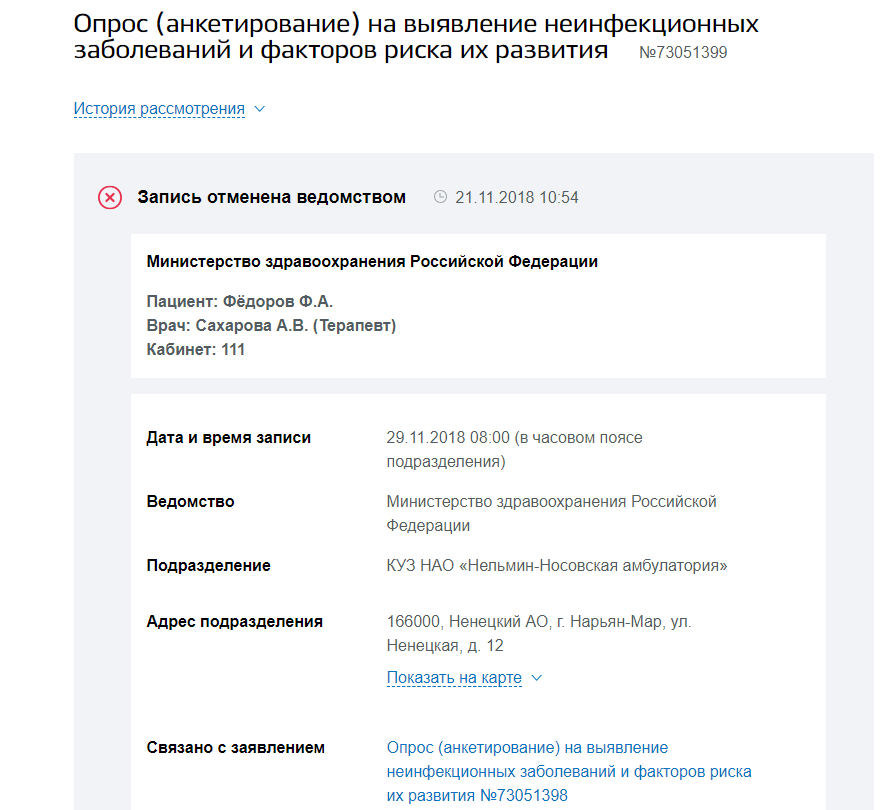 Опрос (анкетирование) на выявление неинфекционных
заболеваний и факторов риска их развития №73051399
История рассмотрения
Запись отменена ведомством 21.11.2018 10:54
Министерство здравоохранения Российской Федерации
Пациент: Фёдоров Ф.А.
Врач: Сахарова А.В. (Терапевт)
Кабинет: 111
Дата и время записи 29.11.2018 08:00 (в часовом поясе
подразделения)
Ведомство Министерство здравоохранения Российской
Федерации
Подразделение КУЗ НАО «Нельмин-Носовская амбулатория»
Адрес подразделения 166000, Ненецкий АО, г. Нарьян-Мар, ул.
Ненецкая, д. 12
Показать на карте
Связано с заявлением Опрос (анкетирование) на выявление
неинфекционных заболеваний и факторов риска
их развития №73051398